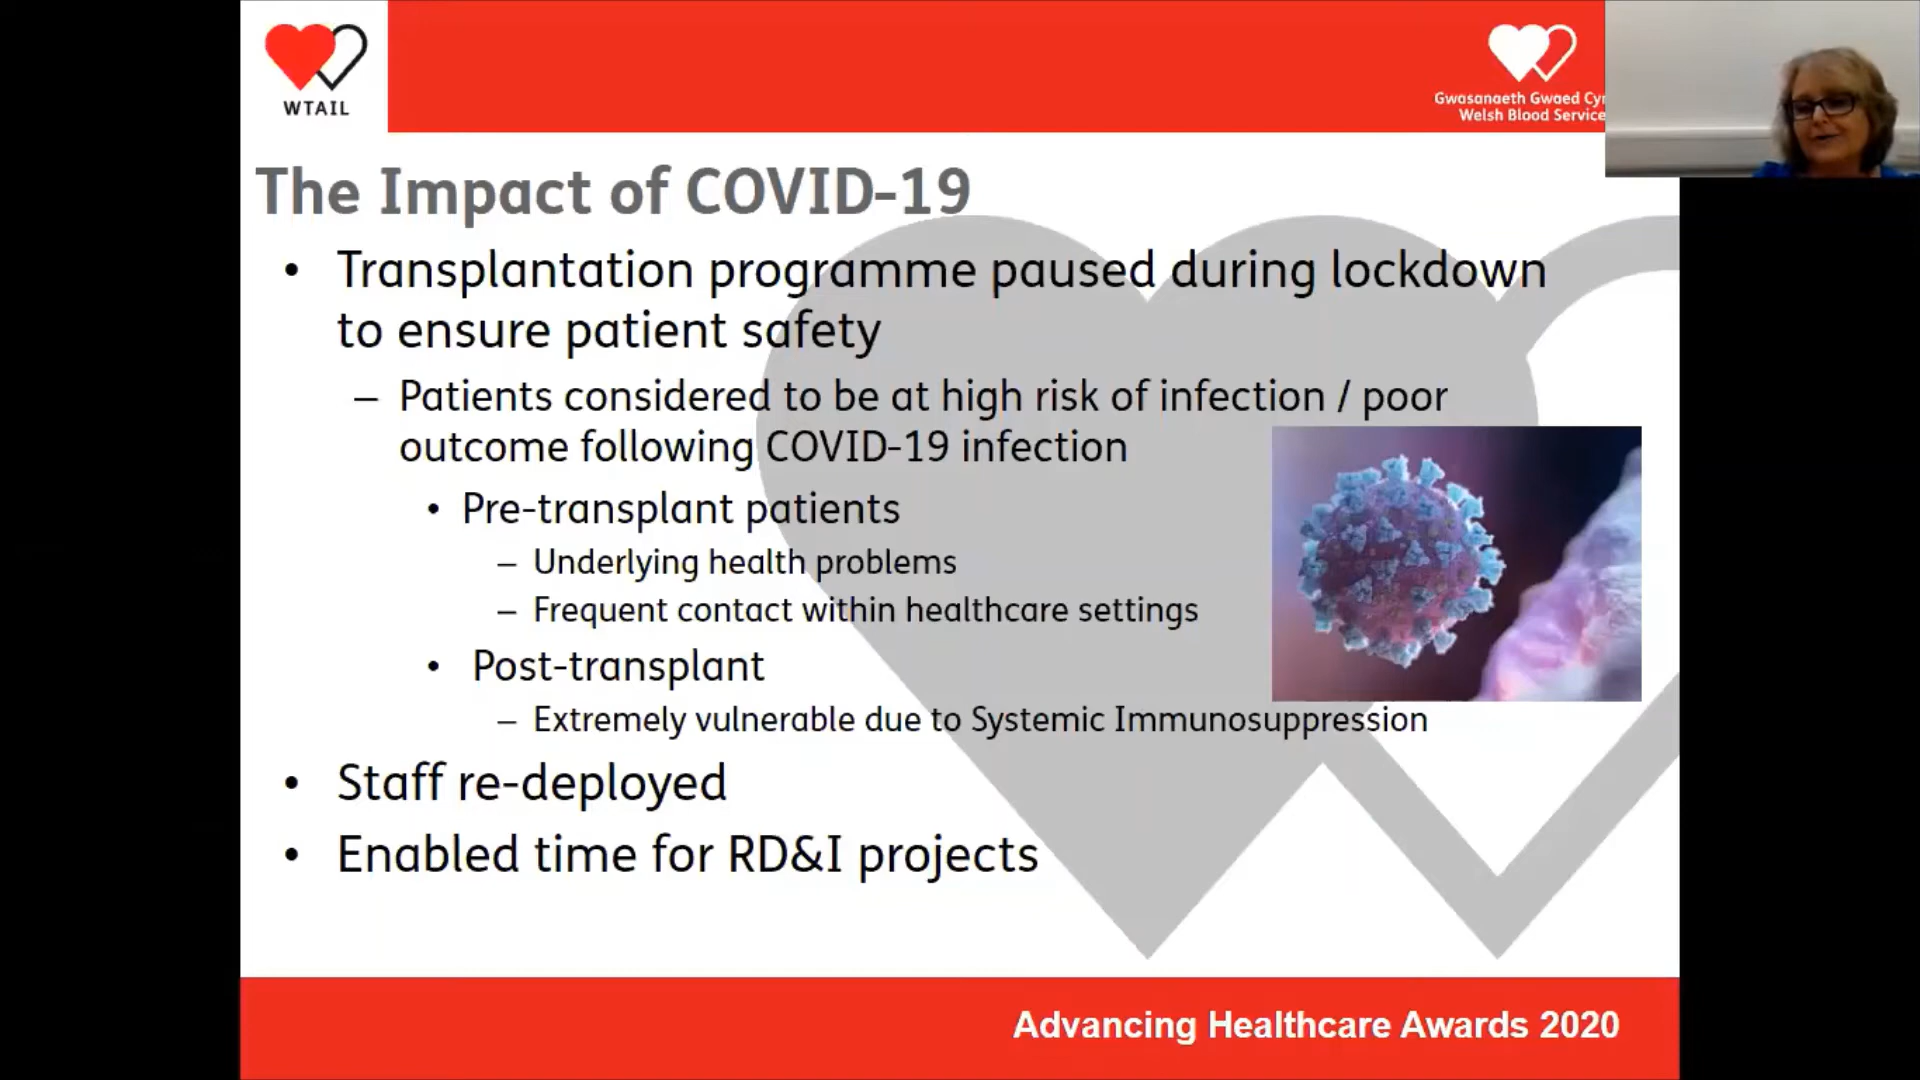 WTAIL
Gwasanaeth Gwaed Cy
Welsh Blood Service
The Impact of COVID-19
• Transplantation programme paused during lockdown
to ensure patient safety
– Patients considered to be at high risk of infection / poor
outcome following COVID-19 infection
• Pre-transplant patients
– Underlying health problems
– Frequent contact within healthcare settings
• Post-transplant
– Extremely vulnerable due to Systemic Immunosuppression
• Staff re-deployed
• Enabled time for RD&I projects
Advancing Healthcare Awards 2020